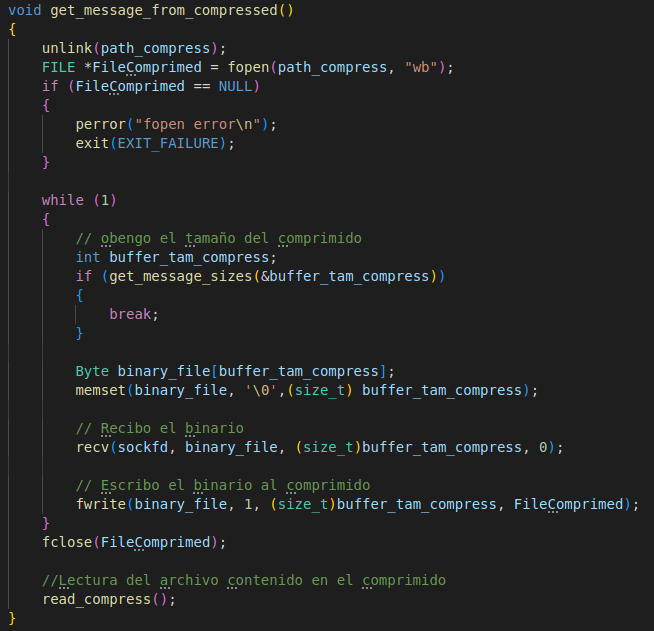 void get_message_from_compressed()
{
    unlink(path_compress);
    FILE *FileComprimed = fopen(path_compress, "wb");
    if (FileComprimed == NULL)
    {
        perror("fopen error\n");
        exit(EXIT_FAILURE);
    }

    while (1)
    {
        // obengo el tamaño del comprimido
        int buffer_tam_compress;
        if (get_message_sizes(&buffer_tam_compress))
        {
            break;
        }

        Byte binary_file[buffer_tam_compress];
        memset(binary_file, '\0',(size_t) buffer_tam_compress);

        // Recibo el binario
        recv(sockfd, binary_file, (size_t)buffer_tam_compress, 0);

        // Escribo el binario al comprimido
        fwrite(binary_file, 1, (size_t)buffer_tam_compress, FileComprimed);
    }
    fclose(FileComprimed);

    //Lectura del archivo contenido en el comprimido
    read_compress();
}